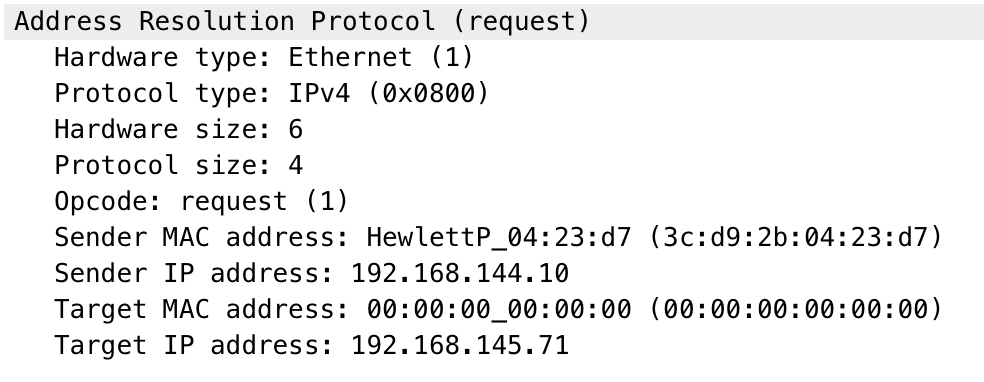 Address Resolution Protocol (request)
Hardware type: Ethernet (1)
Protocol type: IPv4 (0x0800)
Hardware size: 6
Protocol size: 4
Opcode: request (1)
Sender MAC address: HewlettP_04:23:d7 (3c:d9:2b:04:23:d7)
Sender IP address: 192.168.144.10
Target MAC address: 00:00:00_00:00:00 (00:00:00:00:00:00)
Target IP address: 192.168.145.71